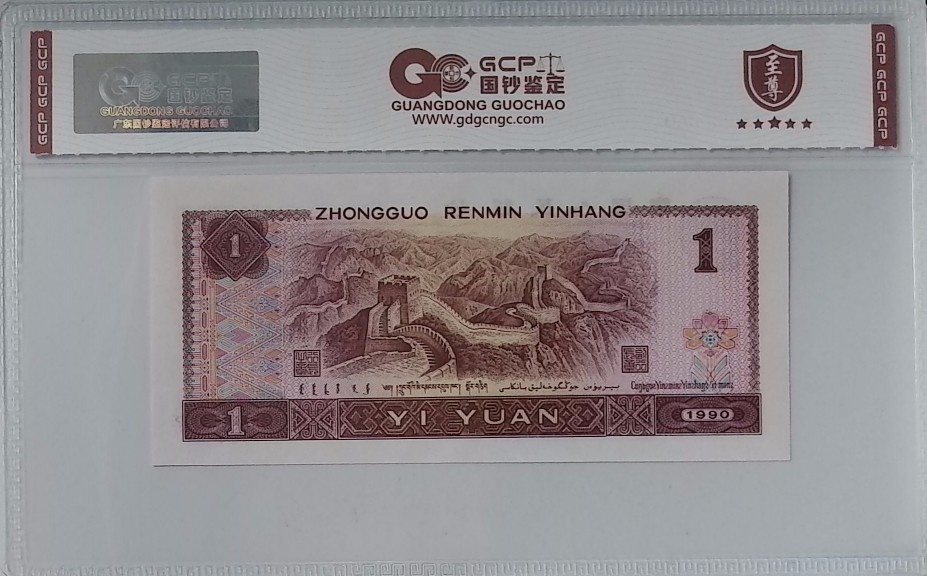 GCP GCP GCP
GCP
国钞鉴定
GUANGDONG GUOCHAO
广东国钞鉴定评估有限公司
GCP
国钞鉴定
GUANGDONG GUOCHAO
WWW.gdgcngc.com
至尊
GCP GCP GCP
ZHONGGUO RENMIN YINHANG
1
1
1
YI YUAN
1990